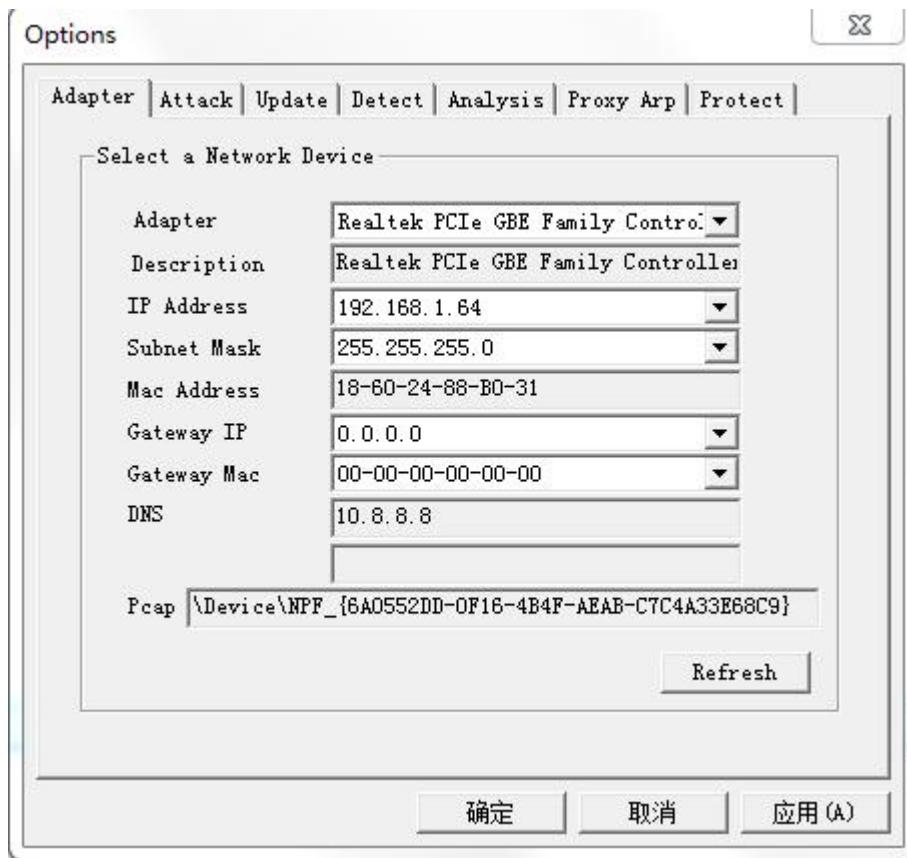 Options
Adapter Attack Update Detect Analysis Proxy Arp Protect
Select a Network Device
Adapter Realtek PCIe GBE Family Contro
Description Realtek PCIe GBE Family Controller
IP Address 192.168.1.64
Subnet Mask 255.255.255.0
Mac Address 18-60-24-88-B0-31
Gateway IP 0.0.0.0
Gateway Mac 00-00-00-00-00-00
DNS 10.8.8.8
Pcap \Device\NPF_{6A0552DD-0F16-4B4F-AEAB-C7C4A33E68C9}
Refresh
确定 取消 应用(A)